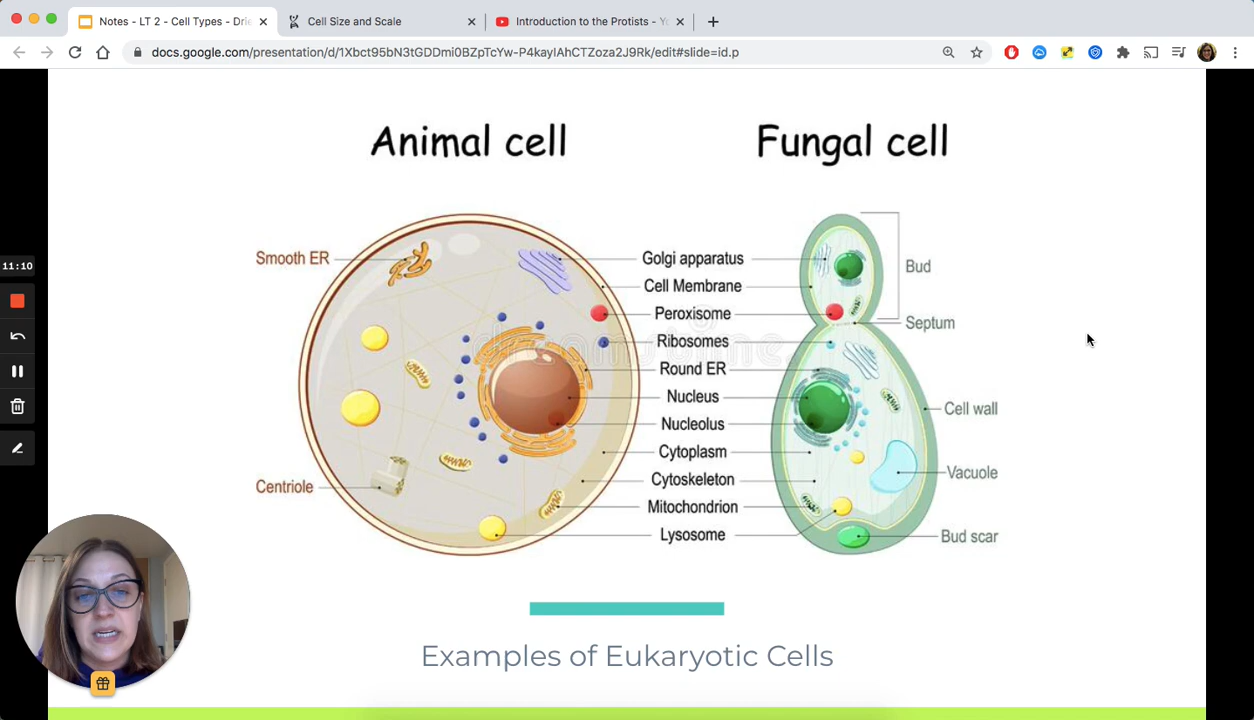 Notes - LT 2 - Cell Types - Drie
Cell Size and Scale
Introduction to the Protists - Yo
docs.google.com/presentation/d/1Xbct95bN3tGDDmi0BZpTcYw-P4kayIAhCTZoza2J9Rk/edit#slide=id.p
Animal cell
Fungal cell
11:10
Smooth ER
Centriole
Golgi apparatus
Cell Membrane
Peroxisome
Ribosomes
Round ER
Nucleus
Nucleolus
Cytoplasm
Cytoskeleton
Mitochondrion
Lysosome
Bud
Septum
Cell wall
Vacuole
Bud scar
Examples of Eukaryotic Cells